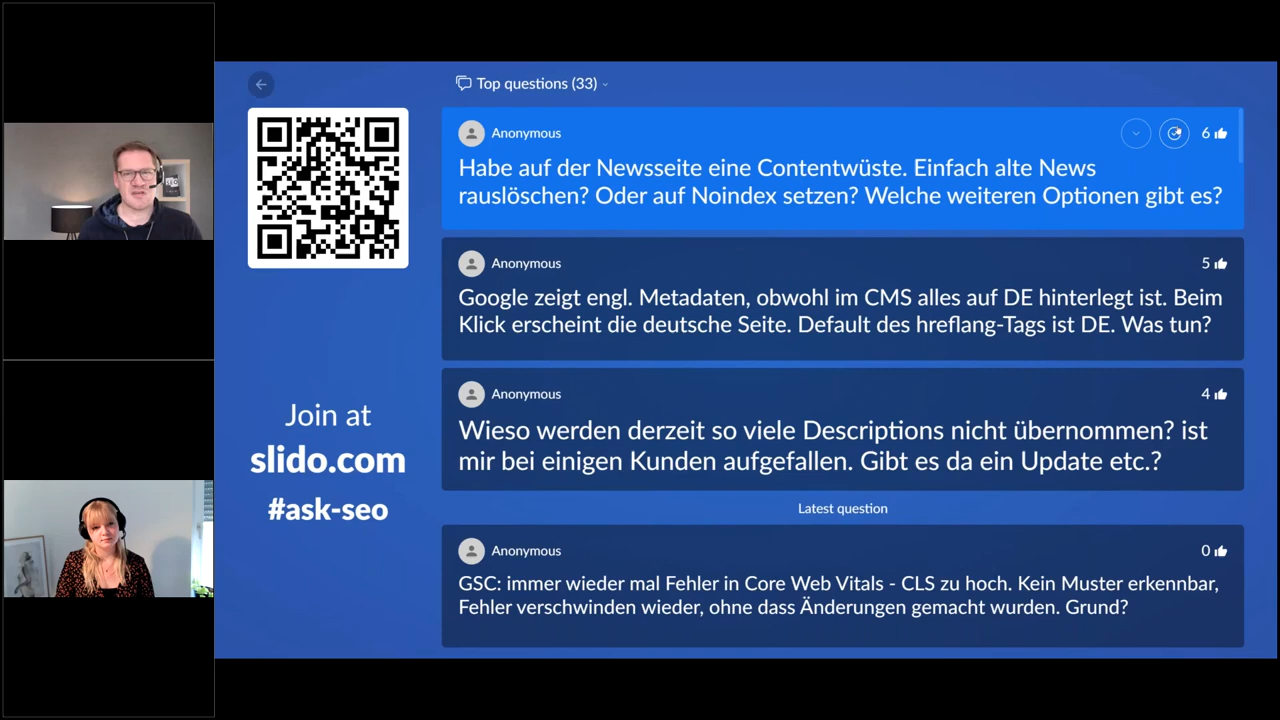 Top questions (33)
Anonymous
6
Habe auf der Newsseite eine Contentwüste. Einfach alte News
rauslöschen? Oder auf Noindex setzen? Welche weiteren Optionen gibt es?
Anonymous
5
Google zeigt engl. Metadaten, obwohl im CMS alles auf DE hinterlegt ist. Beim
Klick erscheint die deutsche Seite. Default des hreflang-Tags ist DE. Was tun?
Anonymous
4
Wieso werden derzeit so viele Descriptions nicht übernommen? ist
mir bei einigen Kunden aufgefallen. Gibt es da ein Update etc.?
Latest question
Anonymous
0
GSC: immer wieder mal Fehler in Core Web Vitals - CLS zu hoch. Kein Muster erkennbar,
Fehler verschwinden wieder, ohne dass Änderungen gemacht wurden. Grund?
Join at
slido.com
#ask-seo